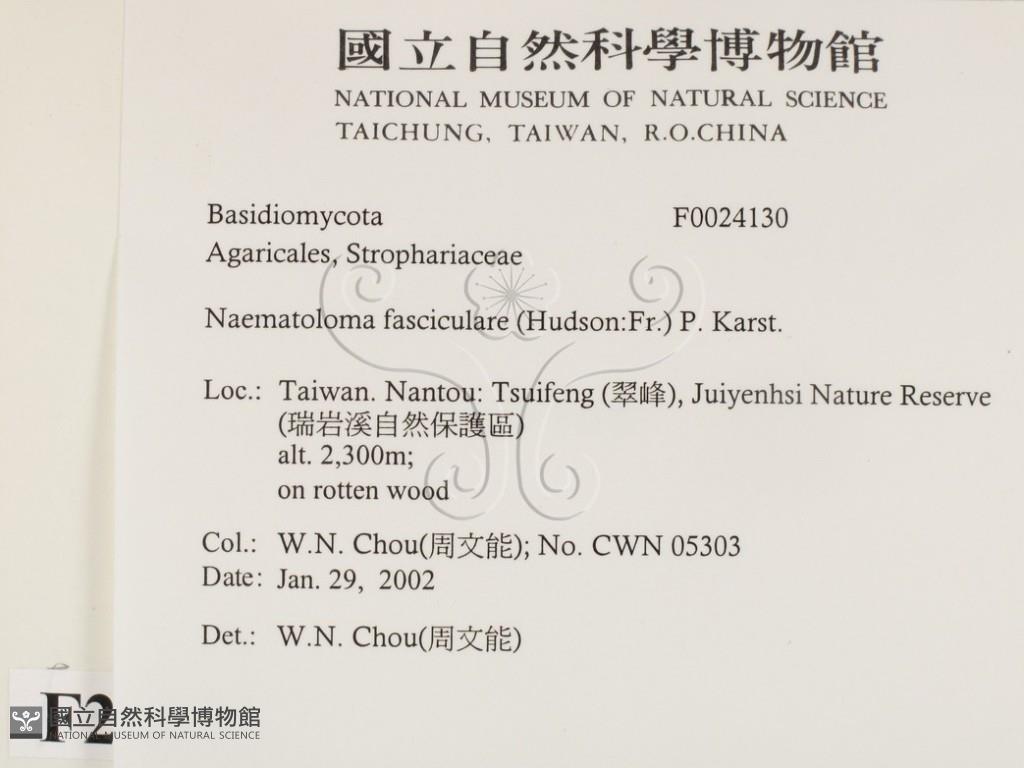 國立自然科學博物館
NATIONAL MUSEUM OF NATURAL SCIENCE
TAICHUNG, TAIWAN, R.O.CHINA
Basidiomycota F0024130
Agaricales, Strophariaceae
Naematoloma fasciculare (Hudson:Fr.) P. Karst.
Loc.: Taiwan. Nantou: Tsuifeng (翠峰), Juiyenhsi Nature Reserve
(瑞岩溪自然保護區)
alt. 2,300m;
on rotten wood
Col.: W.N. Chou(周文能); No. CWN 05303
Date: Jan. 29, 2002
Det.: W.N. Chou(周文能)
F2
國立自然科學博物館
NATIONAL MUSEUM OF NATURAL SCIENCE